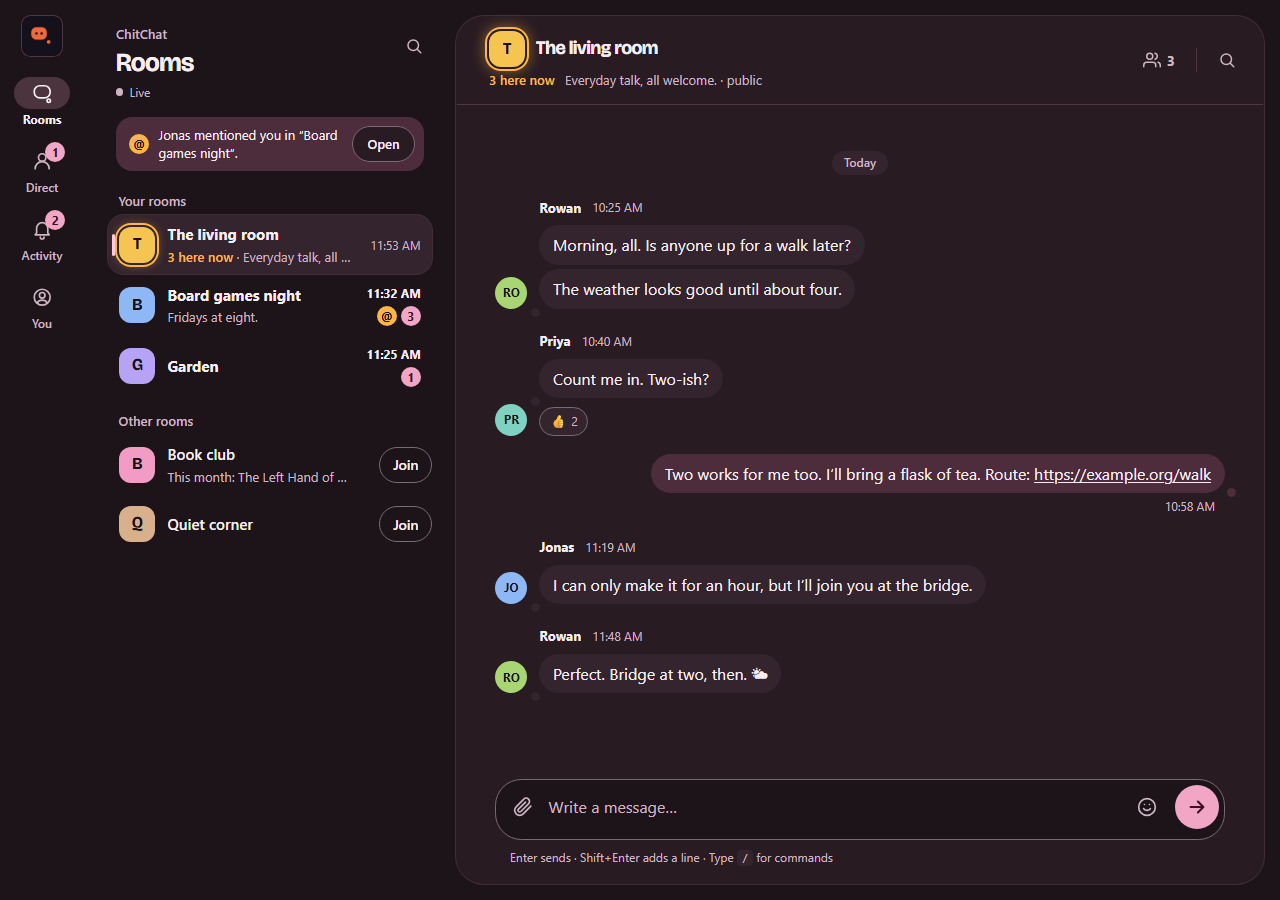 ChitChat
Rooms
Live
Rooms
1
Direct
2
Activity
You
@
Jonas mentioned you in “Board
games night”.
Open
Your rooms
T
The living room
3 here now · Everyday talk, all ...
11:53 AM
B
Board games night
Fridays at eight.
11:32 AM
@ 3
G
Garden
11:25 AM
1
Other rooms
B
Book club
This month: The Left Hand of ...
Join
Q
Quiet corner
Join
T
The living room
3 here now Everyday talk, all welcome. · public
3
Today
Rowan 10:25 AM
Morning, all. Is anyone up for a walk later?
RO
The weather looks good until about four.
Priya 10:40 AM
Count me in. Two-ish?
PR
👍 2
Two works for me too. I’ll bring a flask of tea. Route: https://example.org/walk
10:58 AM
Jonas 11:19 AM
JO
I can only make it for an hour, but I’ll join you at the bridge.
Rowan 11:48 AM
RO
Perfect. Bridge at two, then. 🌥️
Write a message...
Enter sends · Shift+Enter adds a line · Type / for commands